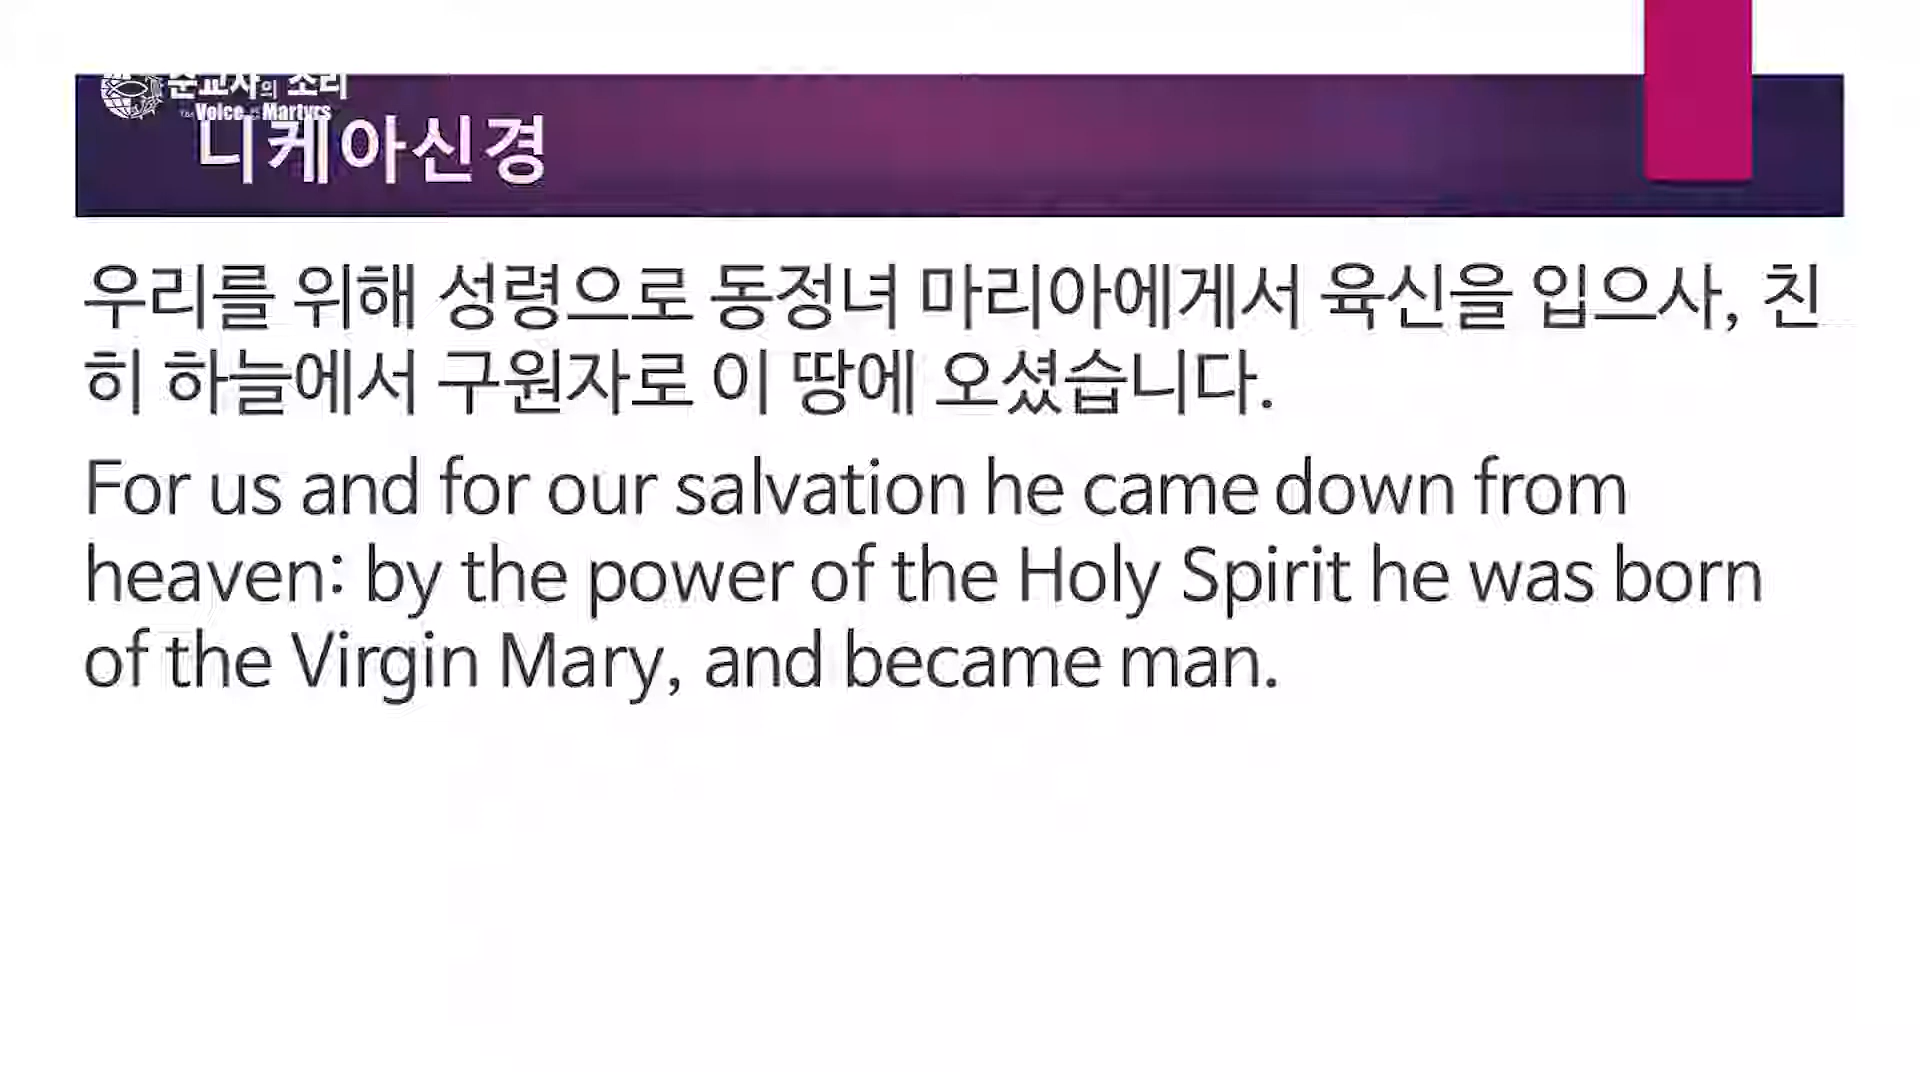 순교사의 소리
The Voice of the Martyrs
니케아신경
우리를 위해 성령으로 동정녀 마리아에게서 육신을 입으사, 친
히 하늘에서 구원자로 이 땅에 오셨습니다.
For us and for our salvation he came down from
heaven: by the power of the Holy Spirit he was born
of the Virgin Mary, and became man.